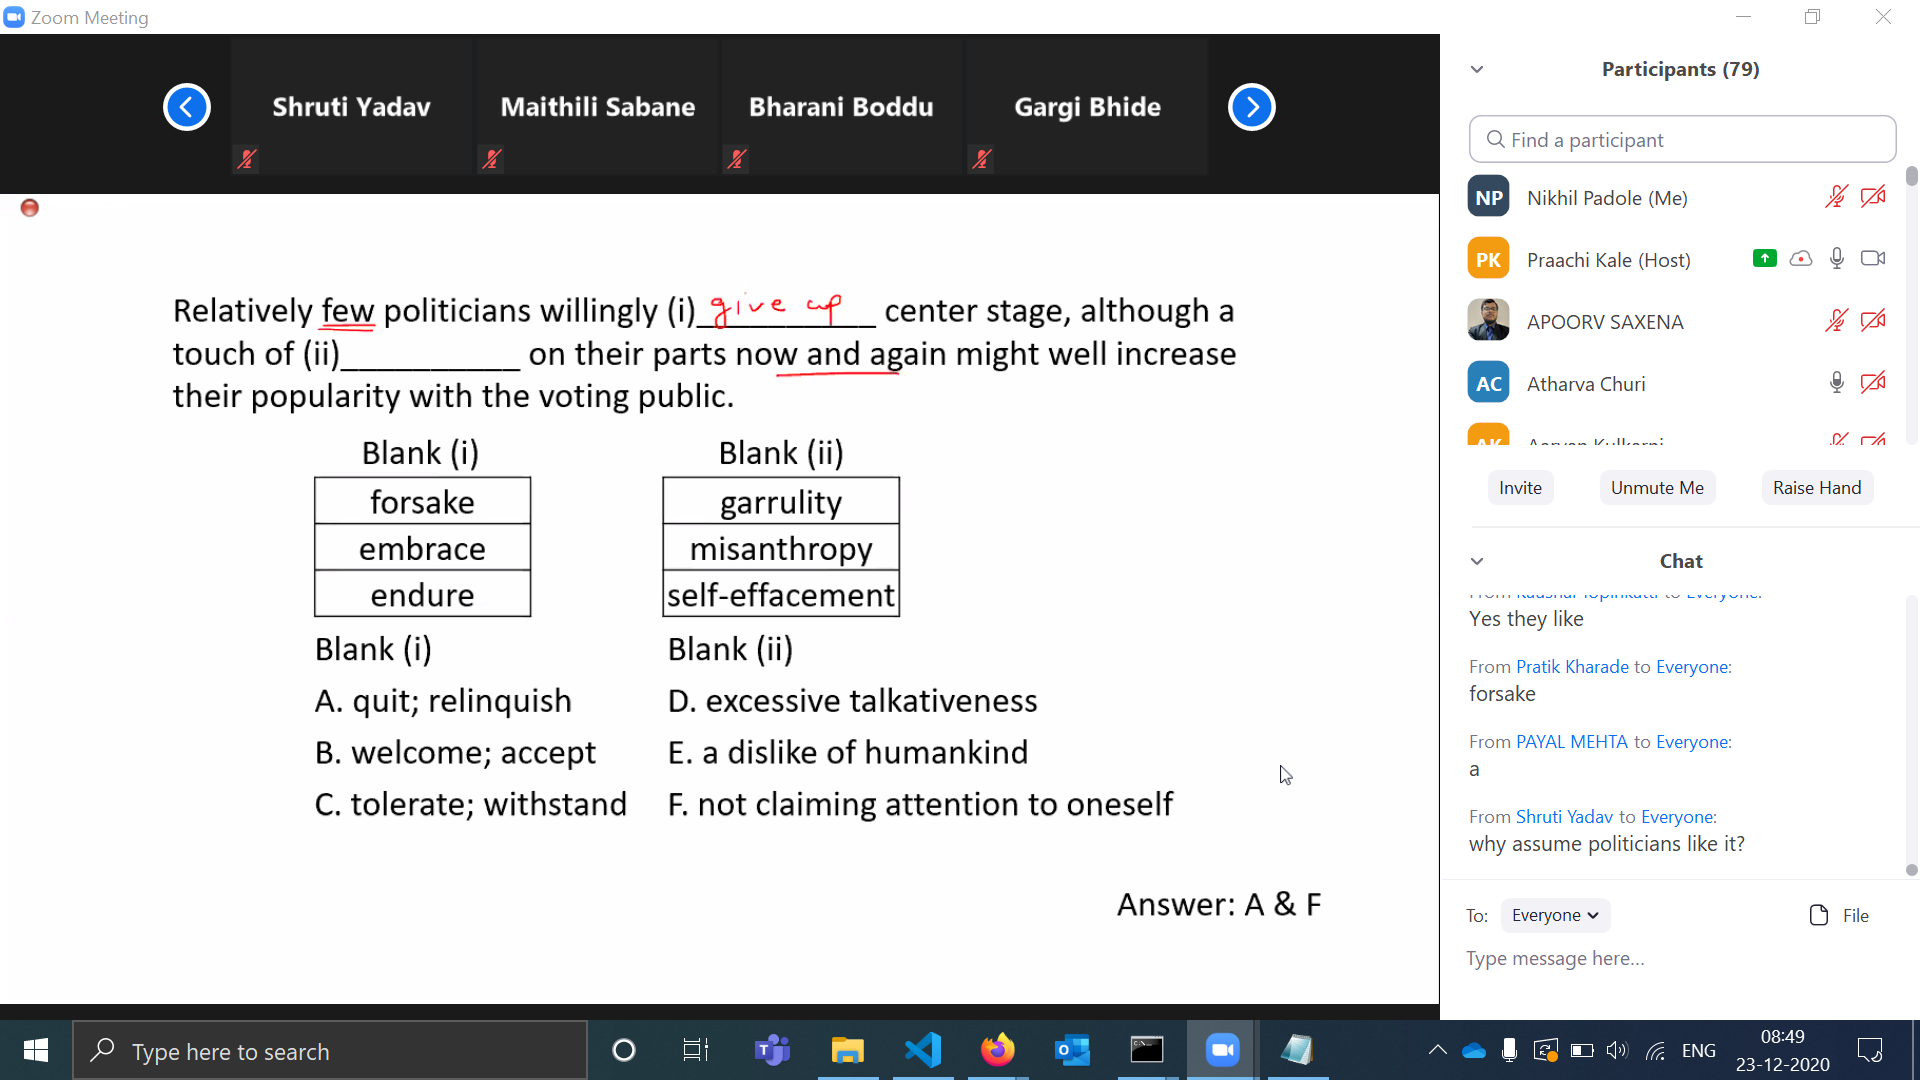 Zoom Meeting
Shruti Yadav
Maithili Sabane
Bharani Boddu
Gargi Bhide
Relatively few politicians willingly (i)__________ center stage, although a
give up
touch of (ii)__________ on their parts now and again might well increase
their popularity with the voting public.
Blank (i) Blank (ii)
forsake garrulity
embrace misanthropy
endure self-effacement
Blank (i) Blank (ii)
A. quit; relinquish D. excessive talkativeness
B. welcome; accept E. a dislike of humankind
C. tolerate; withstand F. not claiming attention to oneself
Answer: A & F
Participants (79)
Find a participant
NP Nikhil Padole (Me)
PK Praachi Kale (Host)
APOORV SAXENA
AC Atharva Churi
Invite Unmute Me Raise Hand
Chat
Yes they like
From Pratik Kharade to Everyone:
forsake
From PAYAL MEHTA to Everyone:
a
From Shruti Yadav to Everyone:
why assume politicians like it?
To: Everyone File
Type message here...
Type here to search
ENG
08:49
23-12-2020